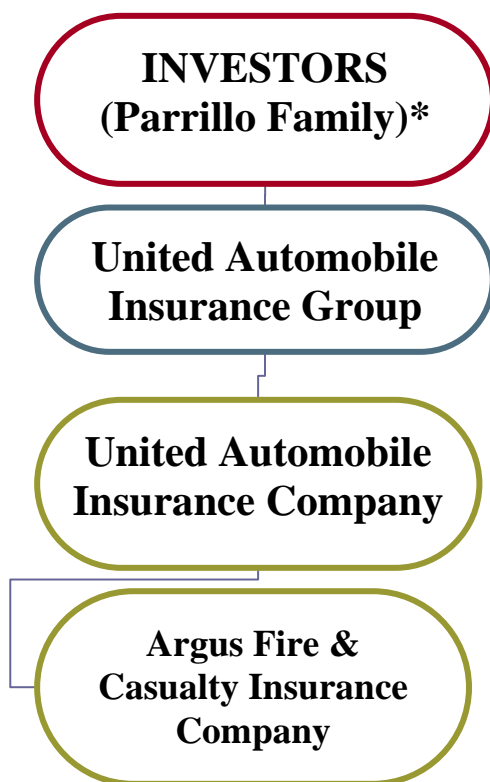 INVESTORS
(Parrillo Family)*
United Automobile
Insurance Group
United Automobile
Insurance Company
Argus Fire &
Casualty Insurance
Company